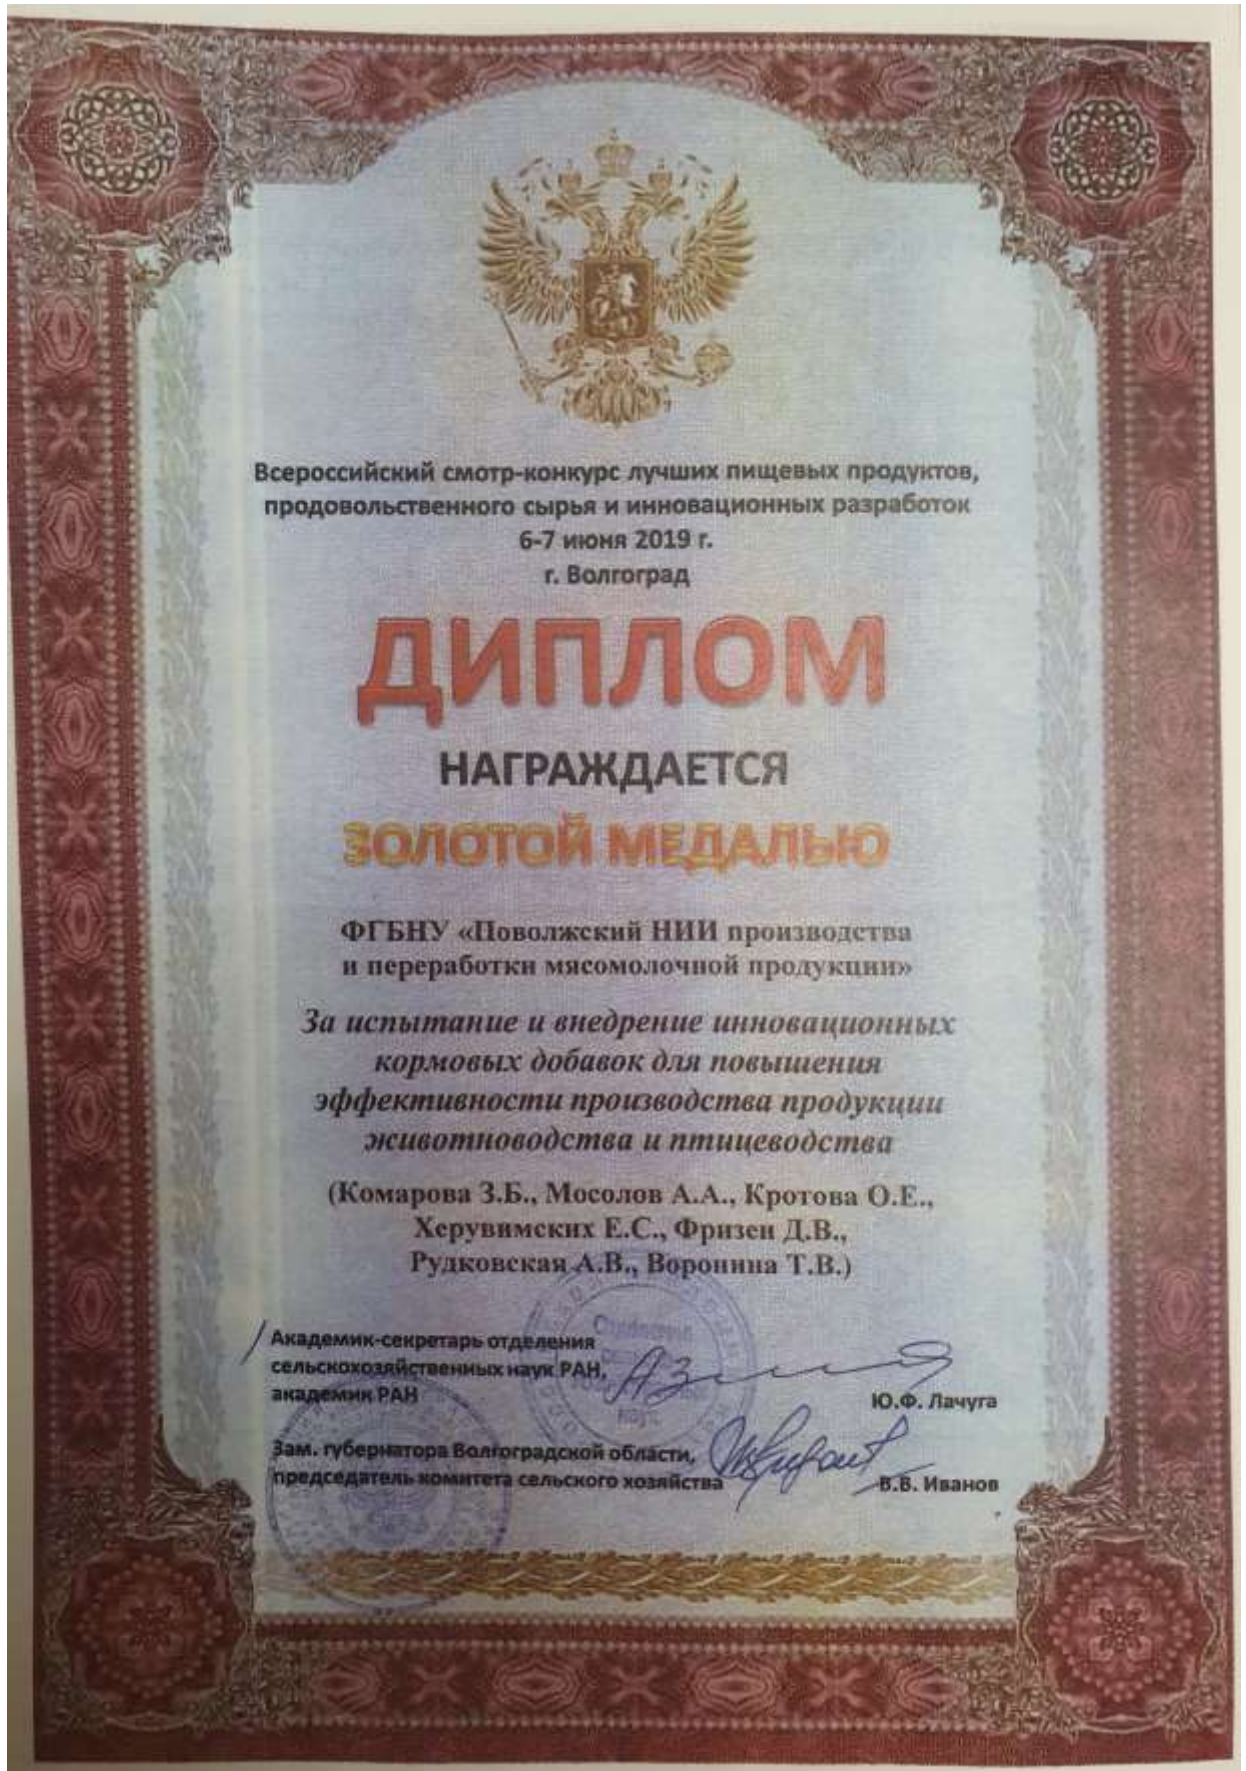 Всероссийский смотр-конкурс лучших пищевых продуктов,
продовольственного сырья и инновационных разработок
6-7 июня 2019 г.
г. Волгоград
ДИПЛОМ
НАГРАЖДАЕТСЯ
ЗОЛОТОЙ МЕДАЛЬЮ
ФГБНУ «Поволжский НИИ производства
и переработки мясомолочной продукции»
За испытание и внедрение инновационных
кормовых добавок для повышения
эффективности производства продукции
животноводства и птицеводства
(Комарова З.Б., Мосолов А.А., Кротова О.Е.,
Херувимских Е.С., Фризен Д.В.,
Рудковская А.В., Воронина Т.В.)
Академик-секретарь отделения
сельскохозяйственных наук РАН,
академик РАН
Ю.Ф. Лачуга
Зам. губернатора Волгоградской области,
председатель комитета сельского хозяйства
В.В. Иванов